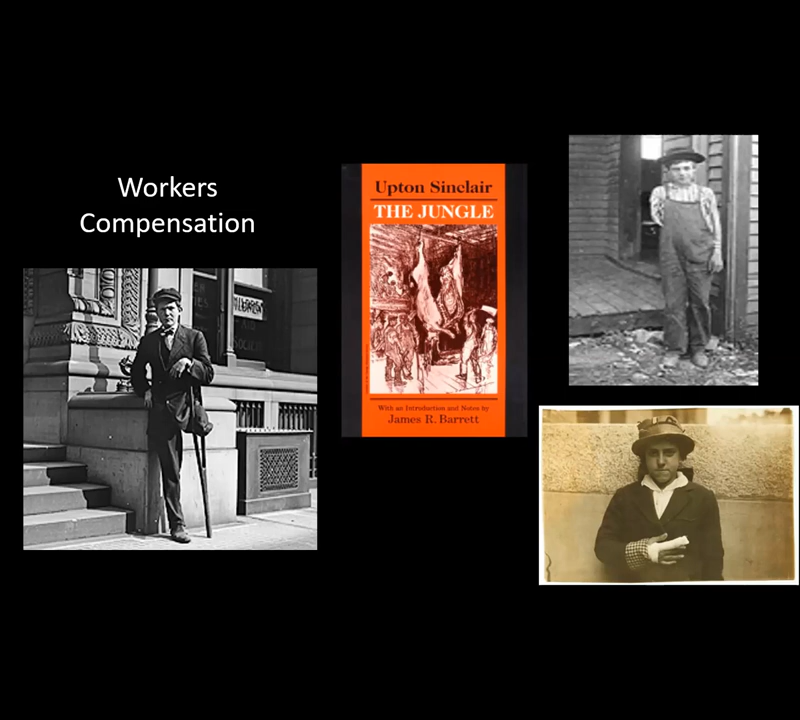 Workers
Compensation
Upton Sinclair
THE JUNGLE
With an Introduction and Notes by
James R. Barrett